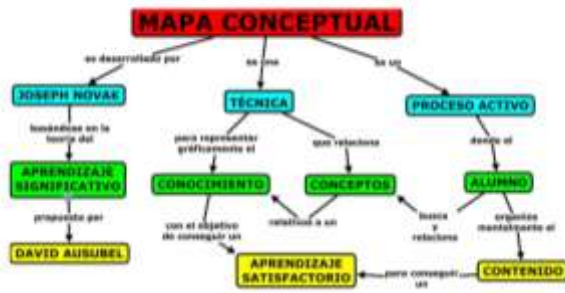 MAPA CONCEPTUAL
es desarrollado por
es una
es un
JOSEPH NOVAK
TÉCNICA
PROCESO ACTIVO
basándose en la
teoría del
para representar
gráficamente el
que relaciona
donde el
APRENDIZAJE
SIGNIFICATIVO
CONOCIMIENTO
CONCEPTOS
ALUMNO
propuesto por
con el objetivo
de conseguir un
relativos a un
busca
y
relaciona
organiza
mentalmente el
DAVID AUSUBEL
APRENDIZAJE
SATISFACTORIO
para conseguir
un
CONTENIDO